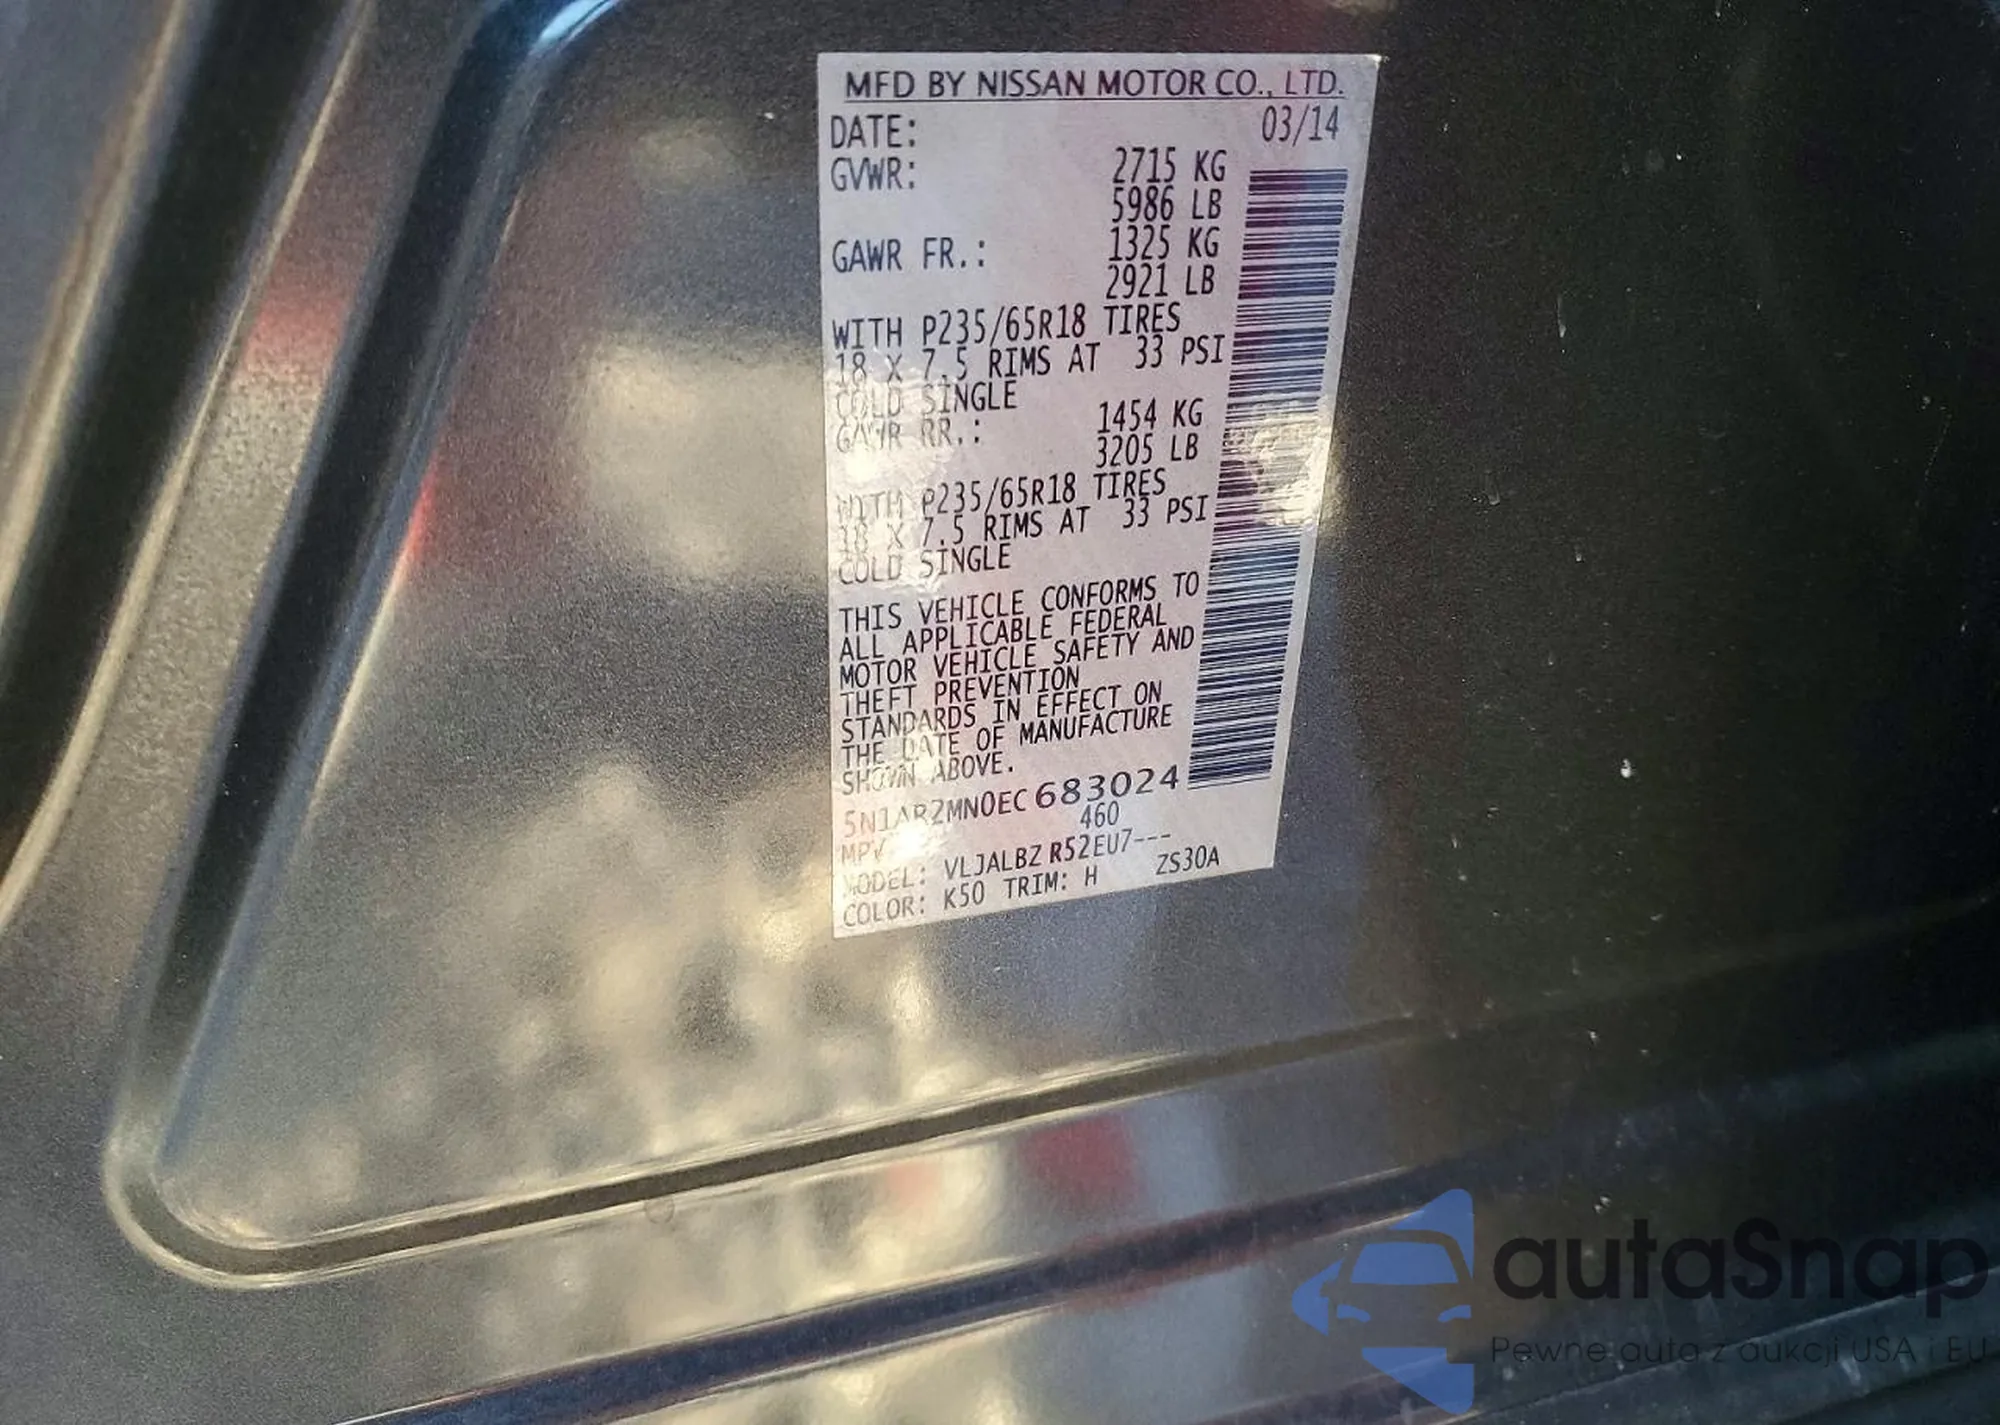 MFD BY NISSAN MOTOR CO., LTD.
DATE: 03/14
GVWR: 2715 KG
5986 LB
GAWR FR.: 1325 KG
2921 LB
WITH P235/65R18 TIRES
18 X 7.5 RIMS AT 33 PSI
COLD SINGLE
GAWR RR.: 1454 KG
3205 LB
WITH P235/65R18 TIRES
18 X 7.5 RIMS AT 33 PSI
COLD SINGLE
THIS VEHICLE CONFORMS TO
ALL APPLICABLE FEDERAL
MOTOR VEHICLE SAFETY AND
THEFT PREVENTION
STANDARDS IN EFFECT ON
THE DATE OF MANUFACTURE
SHOWN ABOVE.
5N1AR2MN0EC683024
MPV 460
MODEL: VLJALBZ R52EU7---
COLOR: K50 TRIM: H ZS30A
autaSnap
Pewne auta z aukcji USA i EU